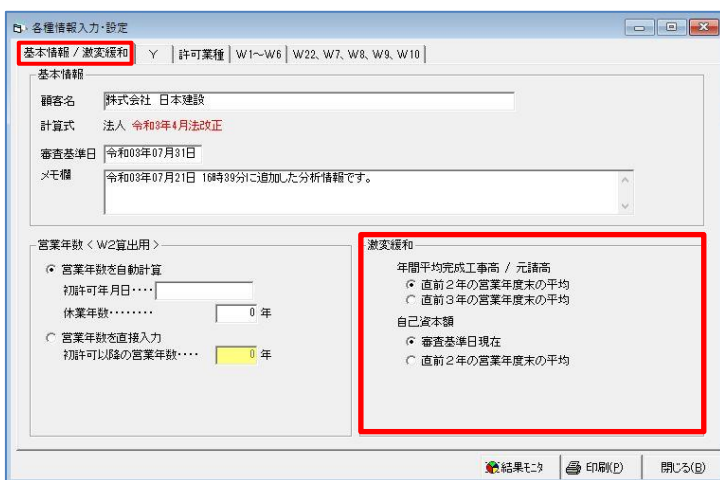 各種情報入力・設定
基本情報 / 激変緩和 Y 許可業種 W1～W6 W22、W7、W8、W9、W10
基本情報
顧客名 株式会社 日本建設
計算式 法人 令和3年4月法改正
審査基準日 令和03年07月31日
メモ欄 令和03年07月21日 16時39分に追加した分析情報です。
営業年数 < W2算出用 >
営業年数を自動計算
初許可年月日････
休業年数････････ 0 年
営業年数を直接入力
初許可以降の営業年数････ 0 年
激変緩和
年間平均完成工事高 / 元請高
直前２年の営業年度末の平均
直前３年の営業年度末の平均
自己資本額
審査基準日現在
直前２年の営業年度末の平均
結果ﾓﾆﾀ 印刷(P) 閉じる(B)